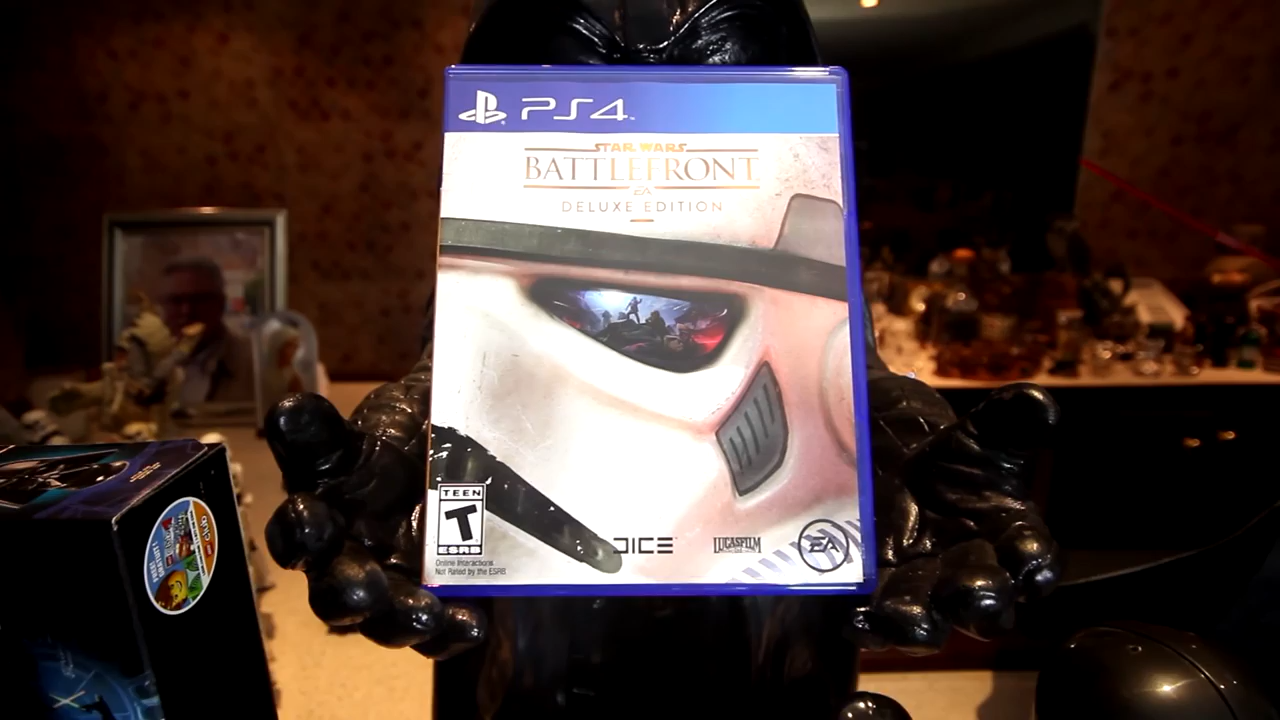 PS4
STAR WARS
BATTLEFRONT
EA
DELUXE EDITION
TEEN
T
ESRB
Online Interactions
Not Rated by the ESRB
DICE
LUCASFILM
EA
club